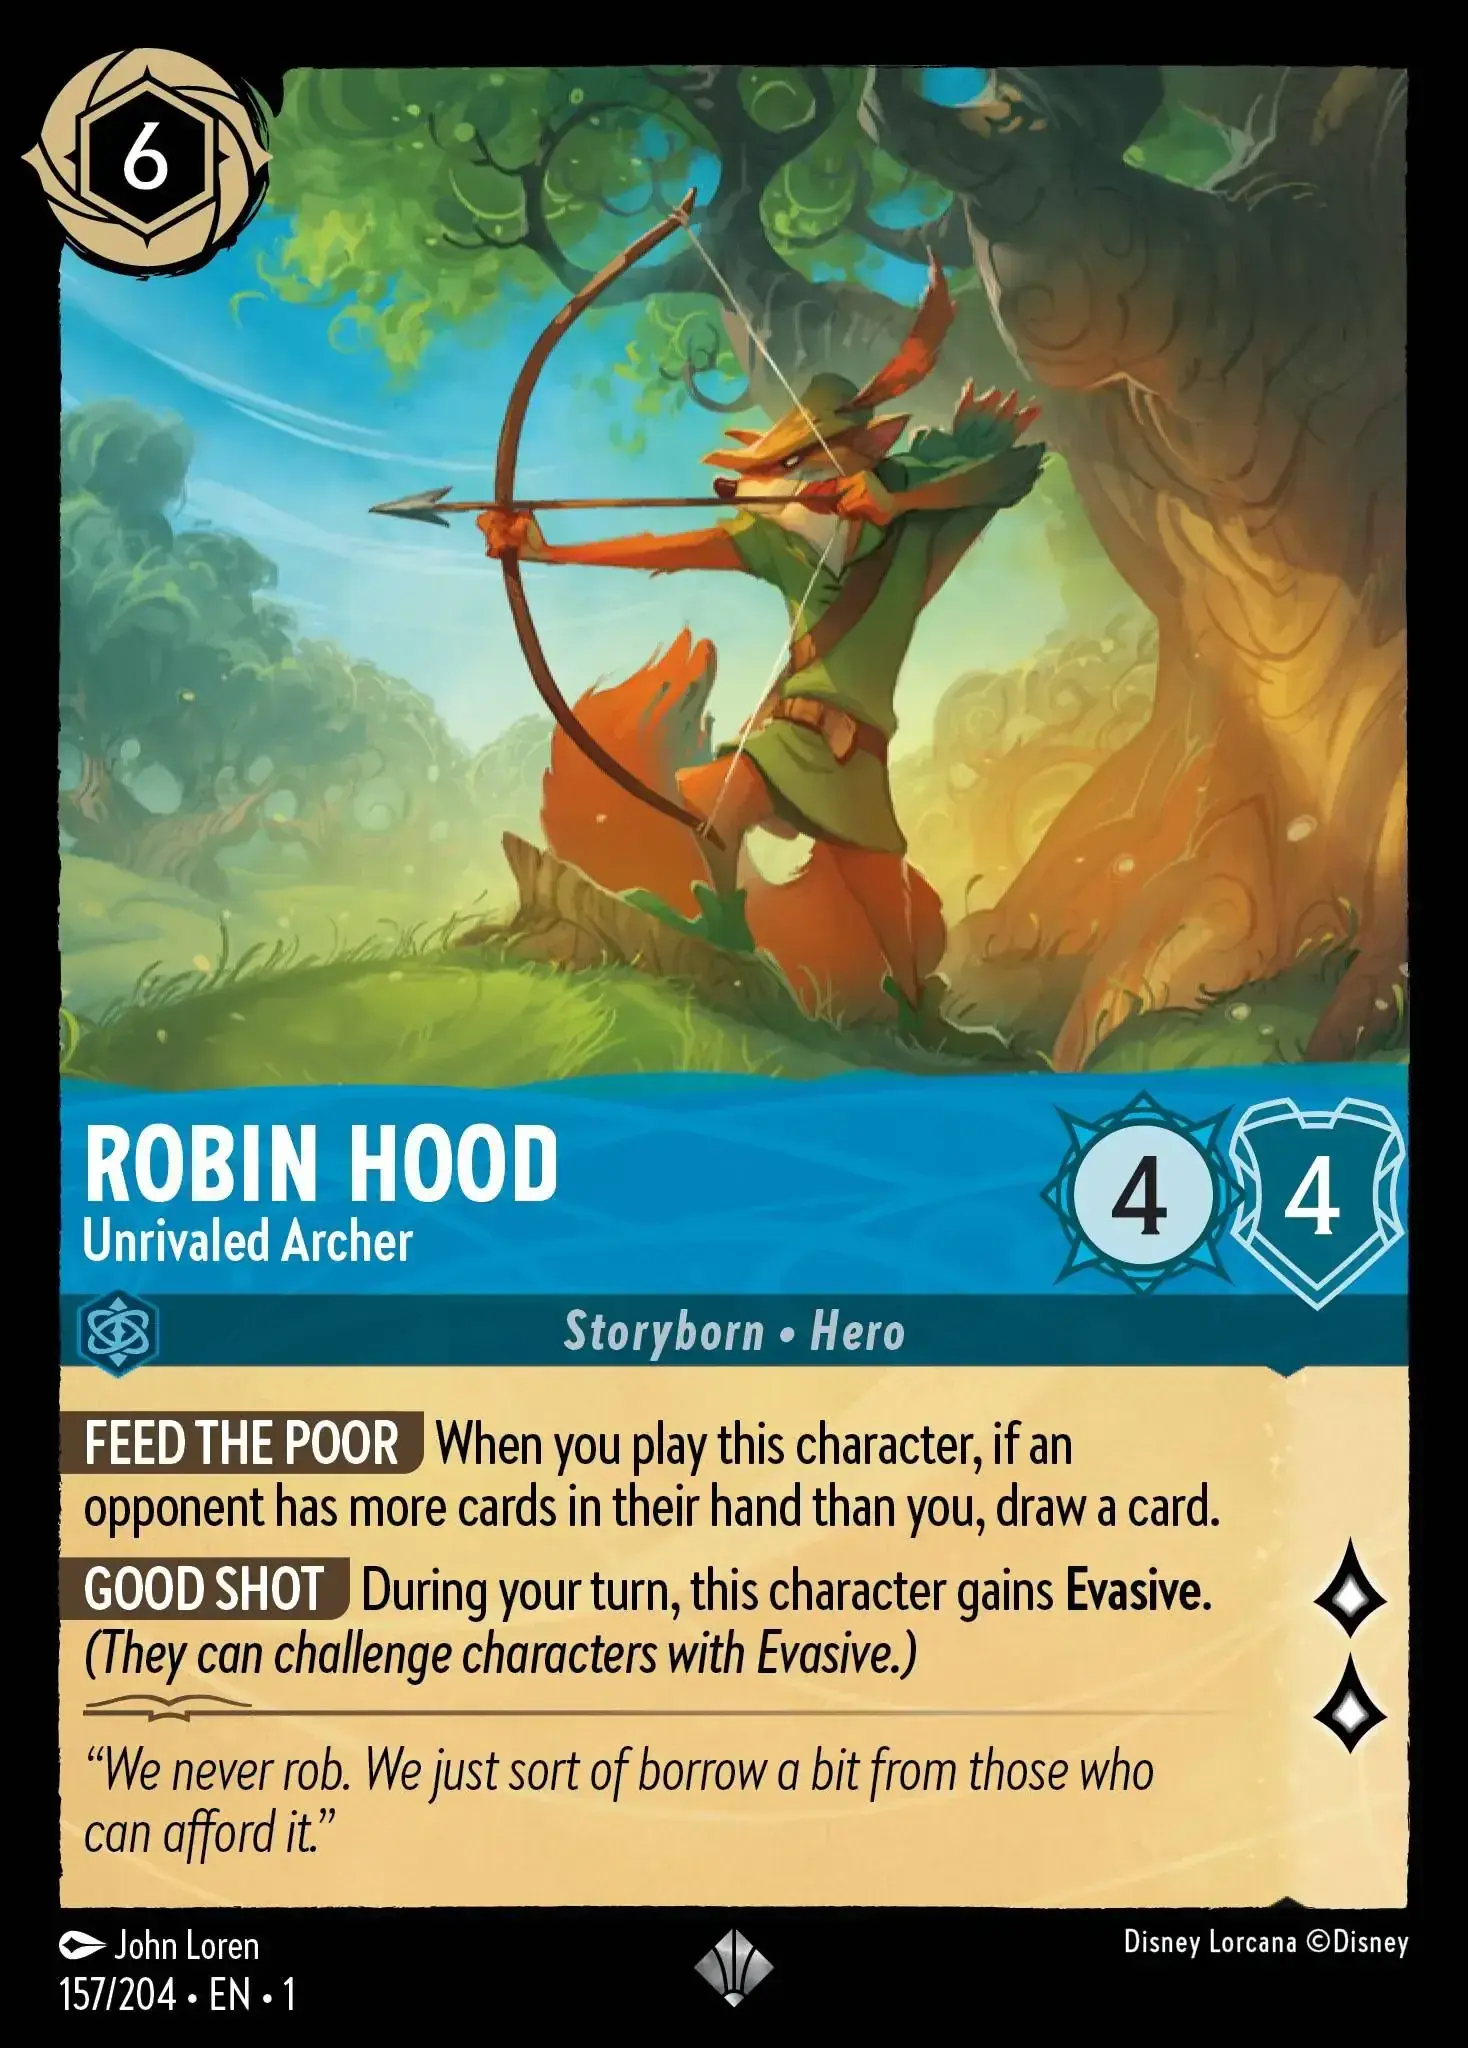 6
ROBIN HOOD
Unrivaled Archer
4
4
Storyborn • Hero
FEED THE POOR When you play this character, if an
opponent has more cards in their hand than you, draw a card.
GOOD SHOT During your turn, this character gains Evasive.
(They can challenge characters with Evasive.)
“We never rob. We just sort of borrow a bit from those who
can afford it.”
John Loren
157/204 • EN • 1
Disney Lorcana ©Disney